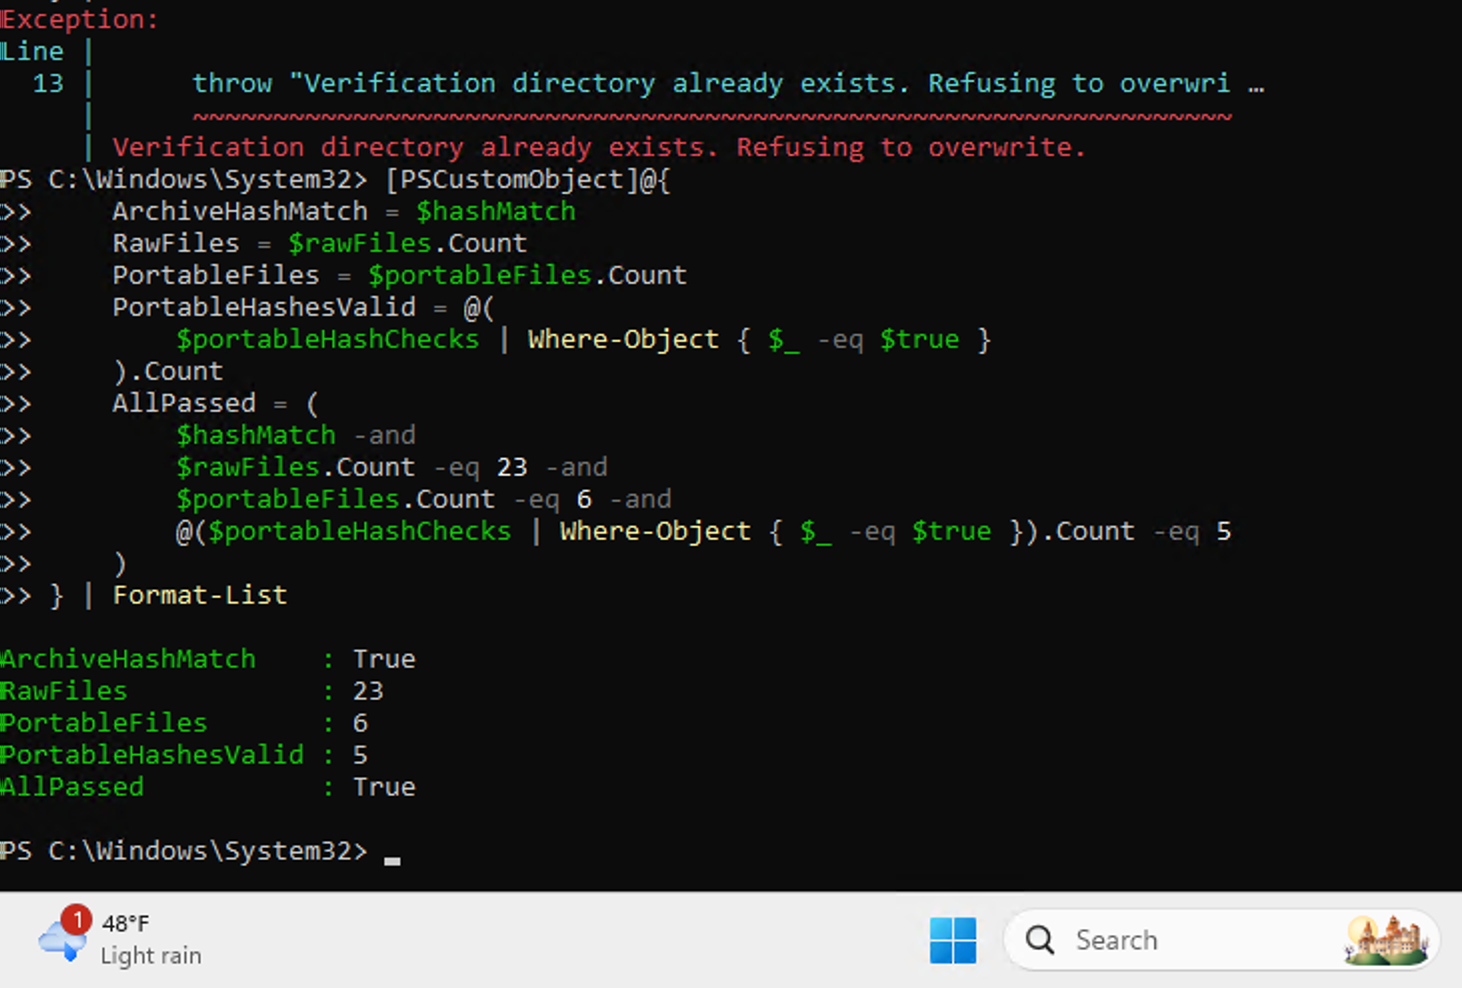 Exception:
Line |
13 | throw "Verification directory already exists. Refusing to overwri …
| ~~~~~~~~~~~~~~~~~~~~~~~~~~~~~~~~~~~~~~~~~~~~~~~~~~~~~~~~~~~~~~~~~
| Verification directory already exists. Refusing to overwrite.
PS C:\Windows\System32> [PSCustomObject]@{
>> ArchiveHashMatch = $hashMatch
>> RawFiles = $rawFiles.Count
>> PortableFiles = $portableFiles.Count
>> PortableHashesValid = @(
>> $portableHashChecks | Where-Object { $_ -eq $true }
>> ).Count
>> AllPassed = (
>> $hashMatch -and
>> $rawFiles.Count -eq 23 -and
>> $portableFiles.Count -eq 6 -and
>> @($portableHashChecks | Where-Object { $_ -eq $true }).Count -eq 5
>> )
>> } | Format-List
ArchiveHashMatch : True
RawFiles : 23
PortableFiles : 6
PortableHashesValid : 5
AllPassed : True
PS C:\Windows\System32>
1
48°F
Light rain
Search